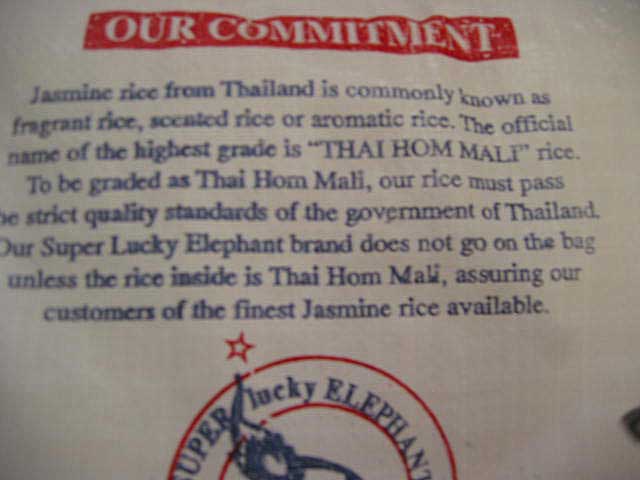 OUR COMMITMENT
Jasmine rice from Thailand is commonly known as
fragrant rice, scented rice or aromatic rice. The official
name of the highest grade is "THAI HOM MALI" rice.
To be graded as Thai Hom Mali, our rice must pass
he strict quality standards of the government of Thailand.
Our Super Lucky Elephant brand does not go on the bag
unless the rice inside is Thai Hom Mali, assuring our
customers of the finest Jasmine rice available.
SUPER lucky ELEPHANT